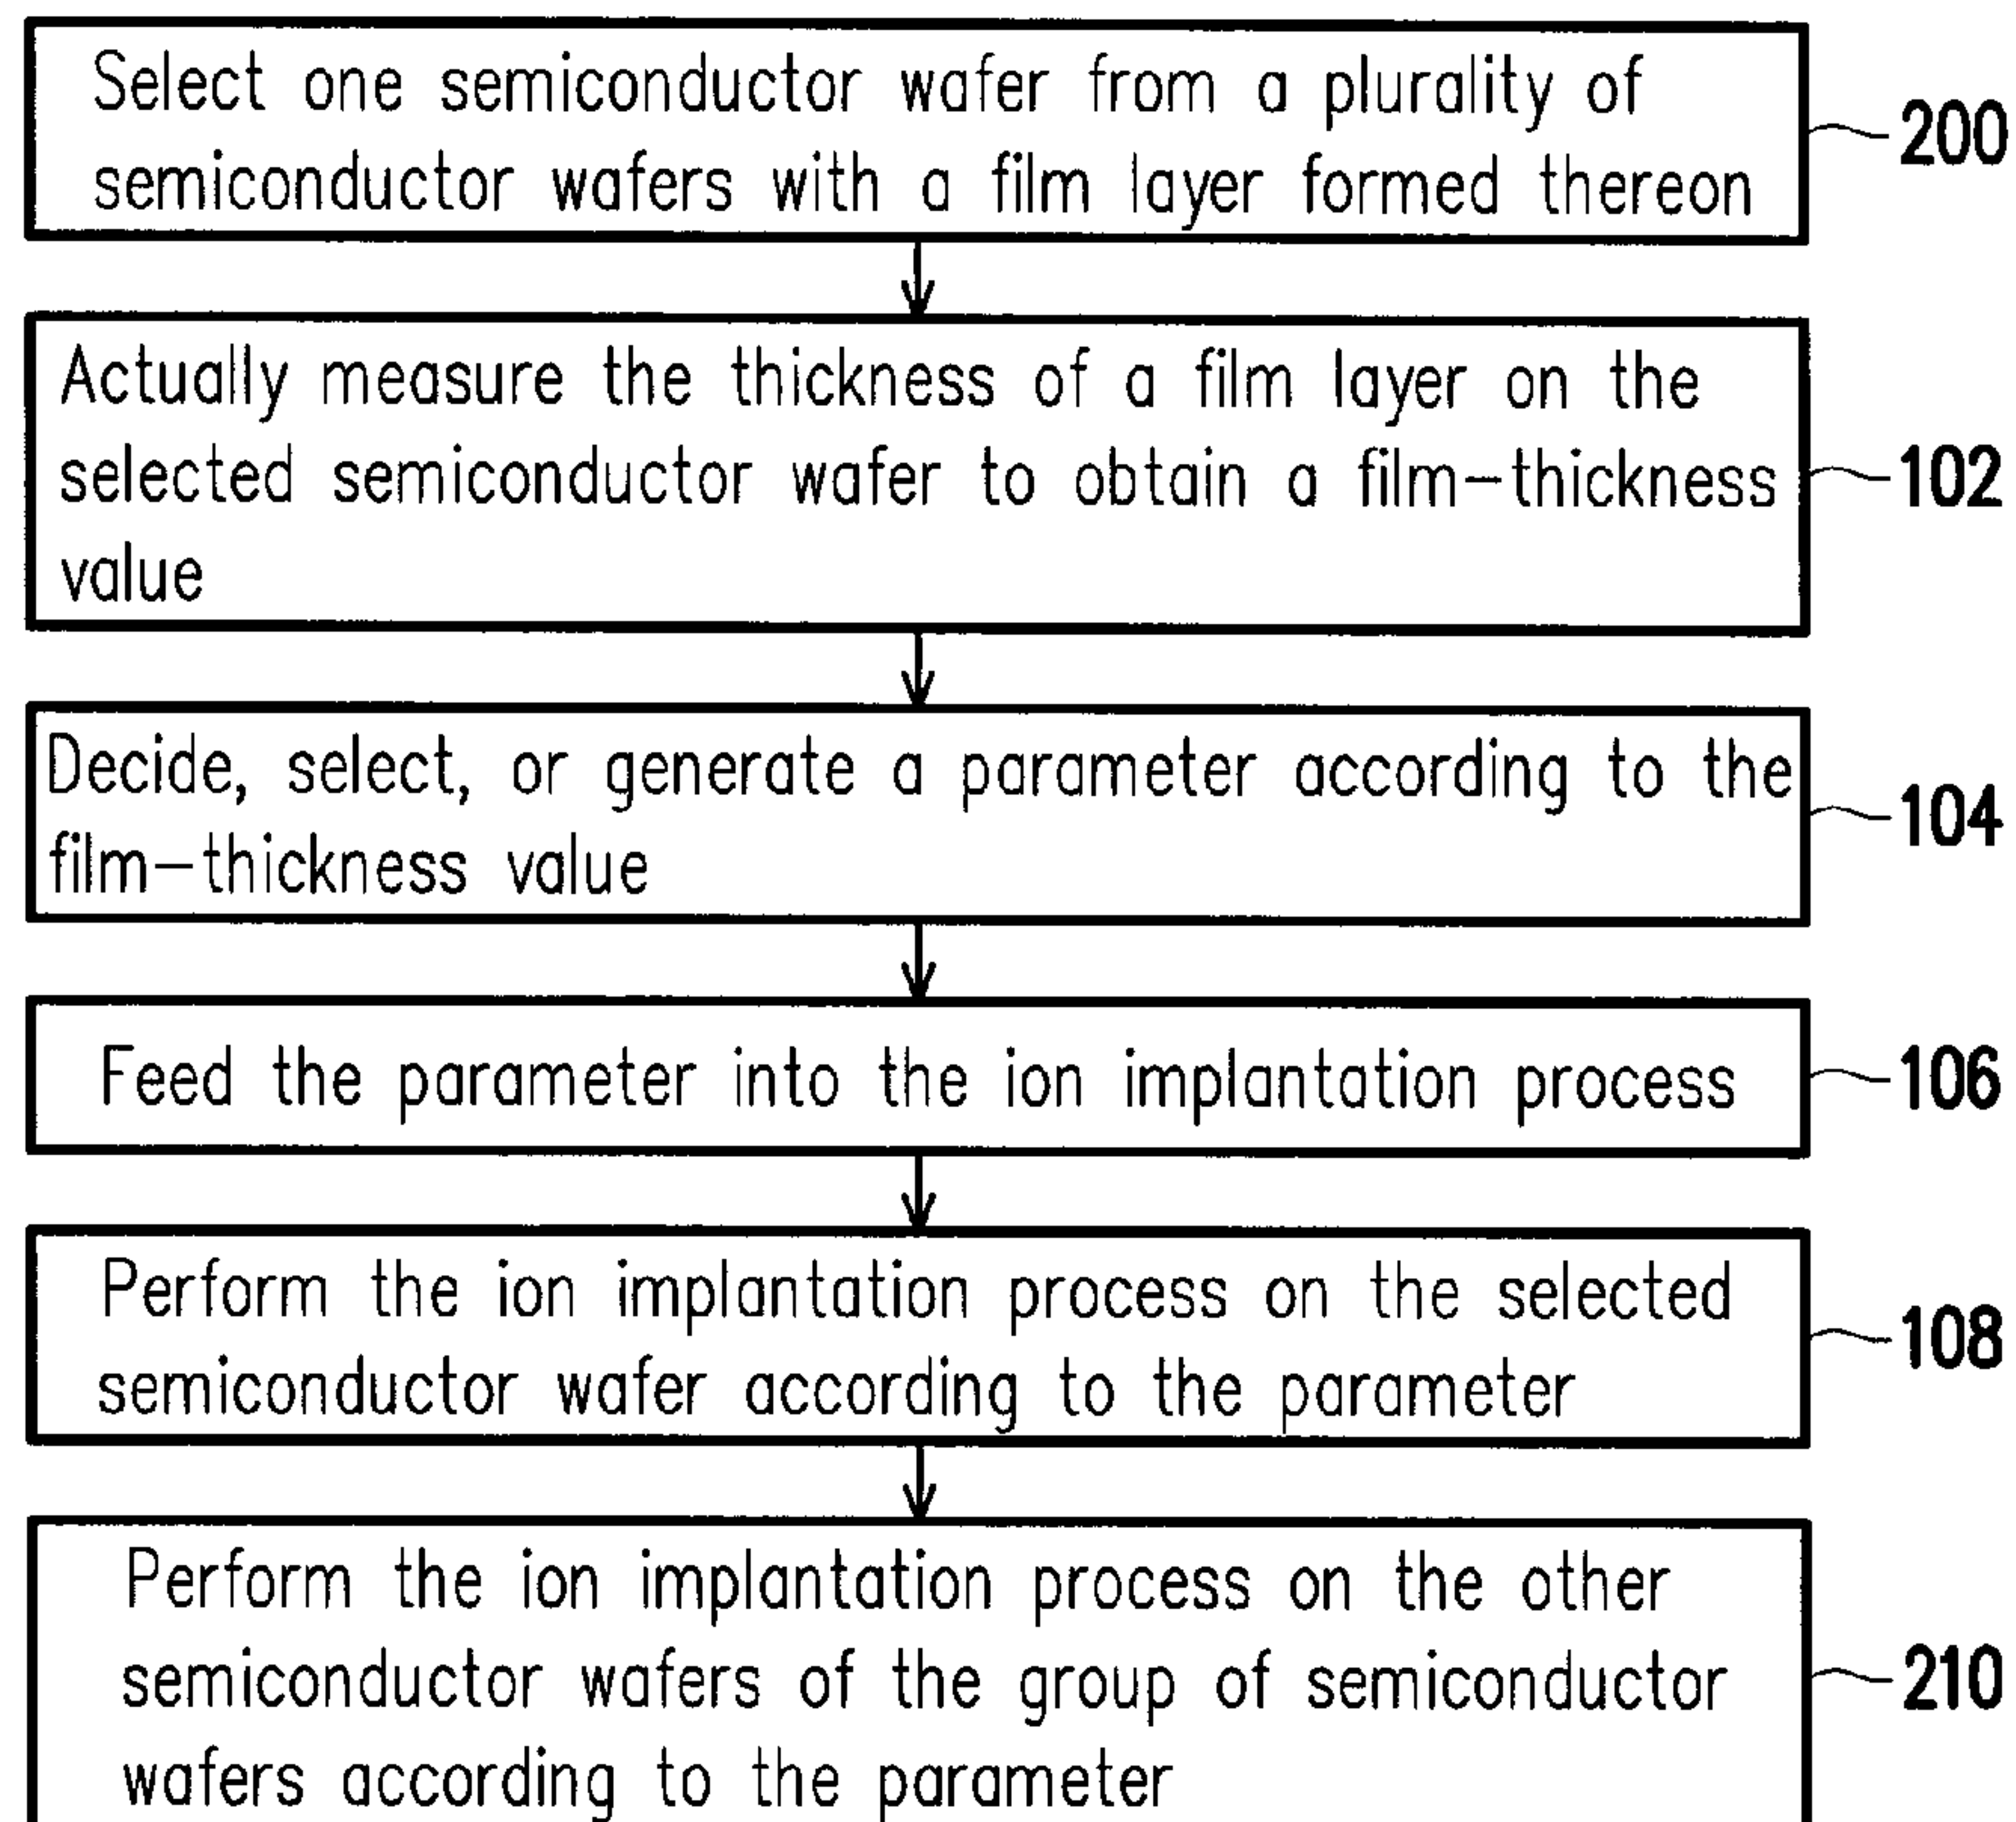 Select one semiconductor wafer from a plurality of
semiconductor wafers with a film layer formed thereon
200
Actually measure the thickness of a film layer on the
selected semiconductor wafer to obtain a film-thickness
value
102
Decide, select, or generate a parameter according to the
film-thickness value
104
Feed the parameter into the ion implantation process
106
Perform the ion implantation process on the selected
semiconductor wafer according to the parameter
108
Perform the ion implantation process on the other
semiconductor wafers of the group of semiconductor
wafers according to the parameter
210